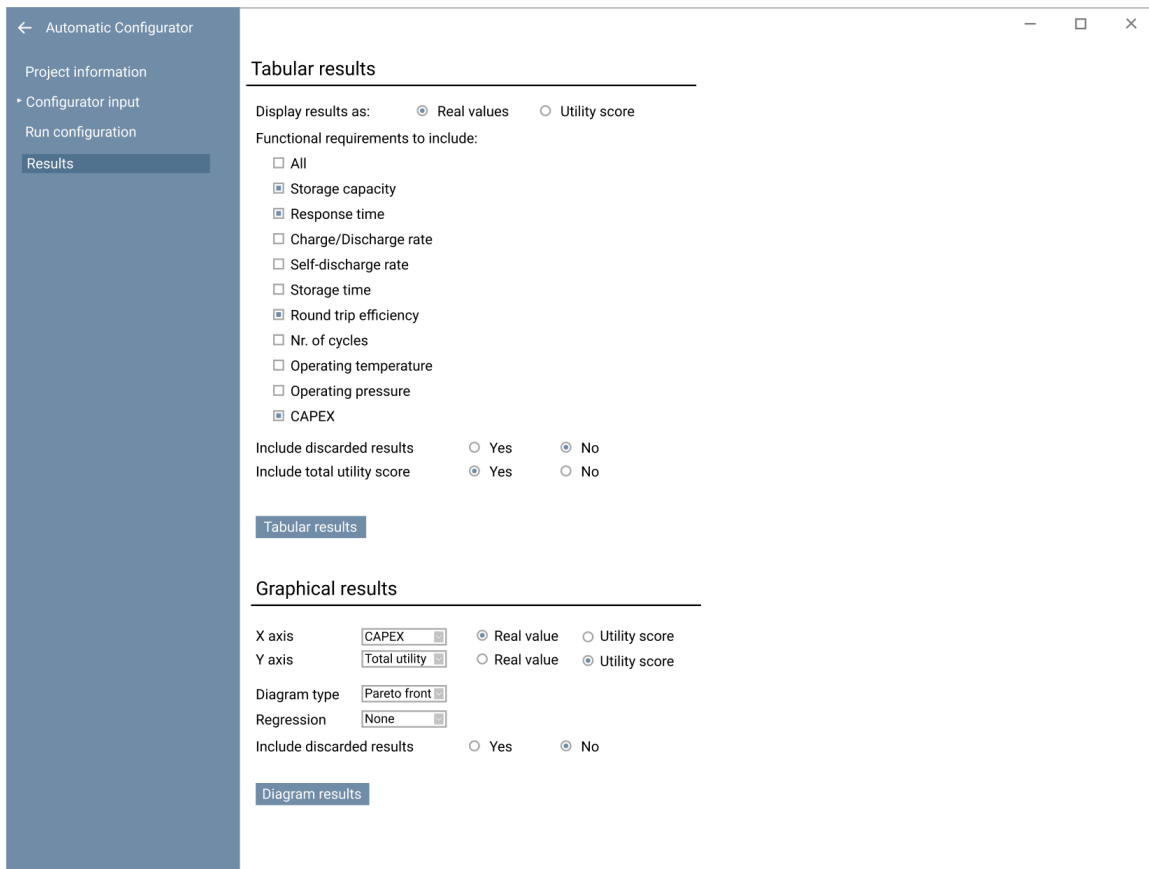 Automatic Configurator
Project information
Configurator input
Run configuration
Results
Tabular results
Display results as: Real values Utility score
Functional requirements to include:
All
Storage capacity
Response time
Charge/Discharge rate
Self-discharge rate
Storage time
Round trip efficiency
Nr. of cycles
Operating temperature
Operating pressure
CAPEX
Include discarded results Yes No
Include total utility score Yes No
Tabular results
Graphical results
X axis CAPEX Real value Utility score
Y axis Total utility Real value Utility score
Diagram type Pareto front
Regression None
Include discarded results Yes No
Diagram results